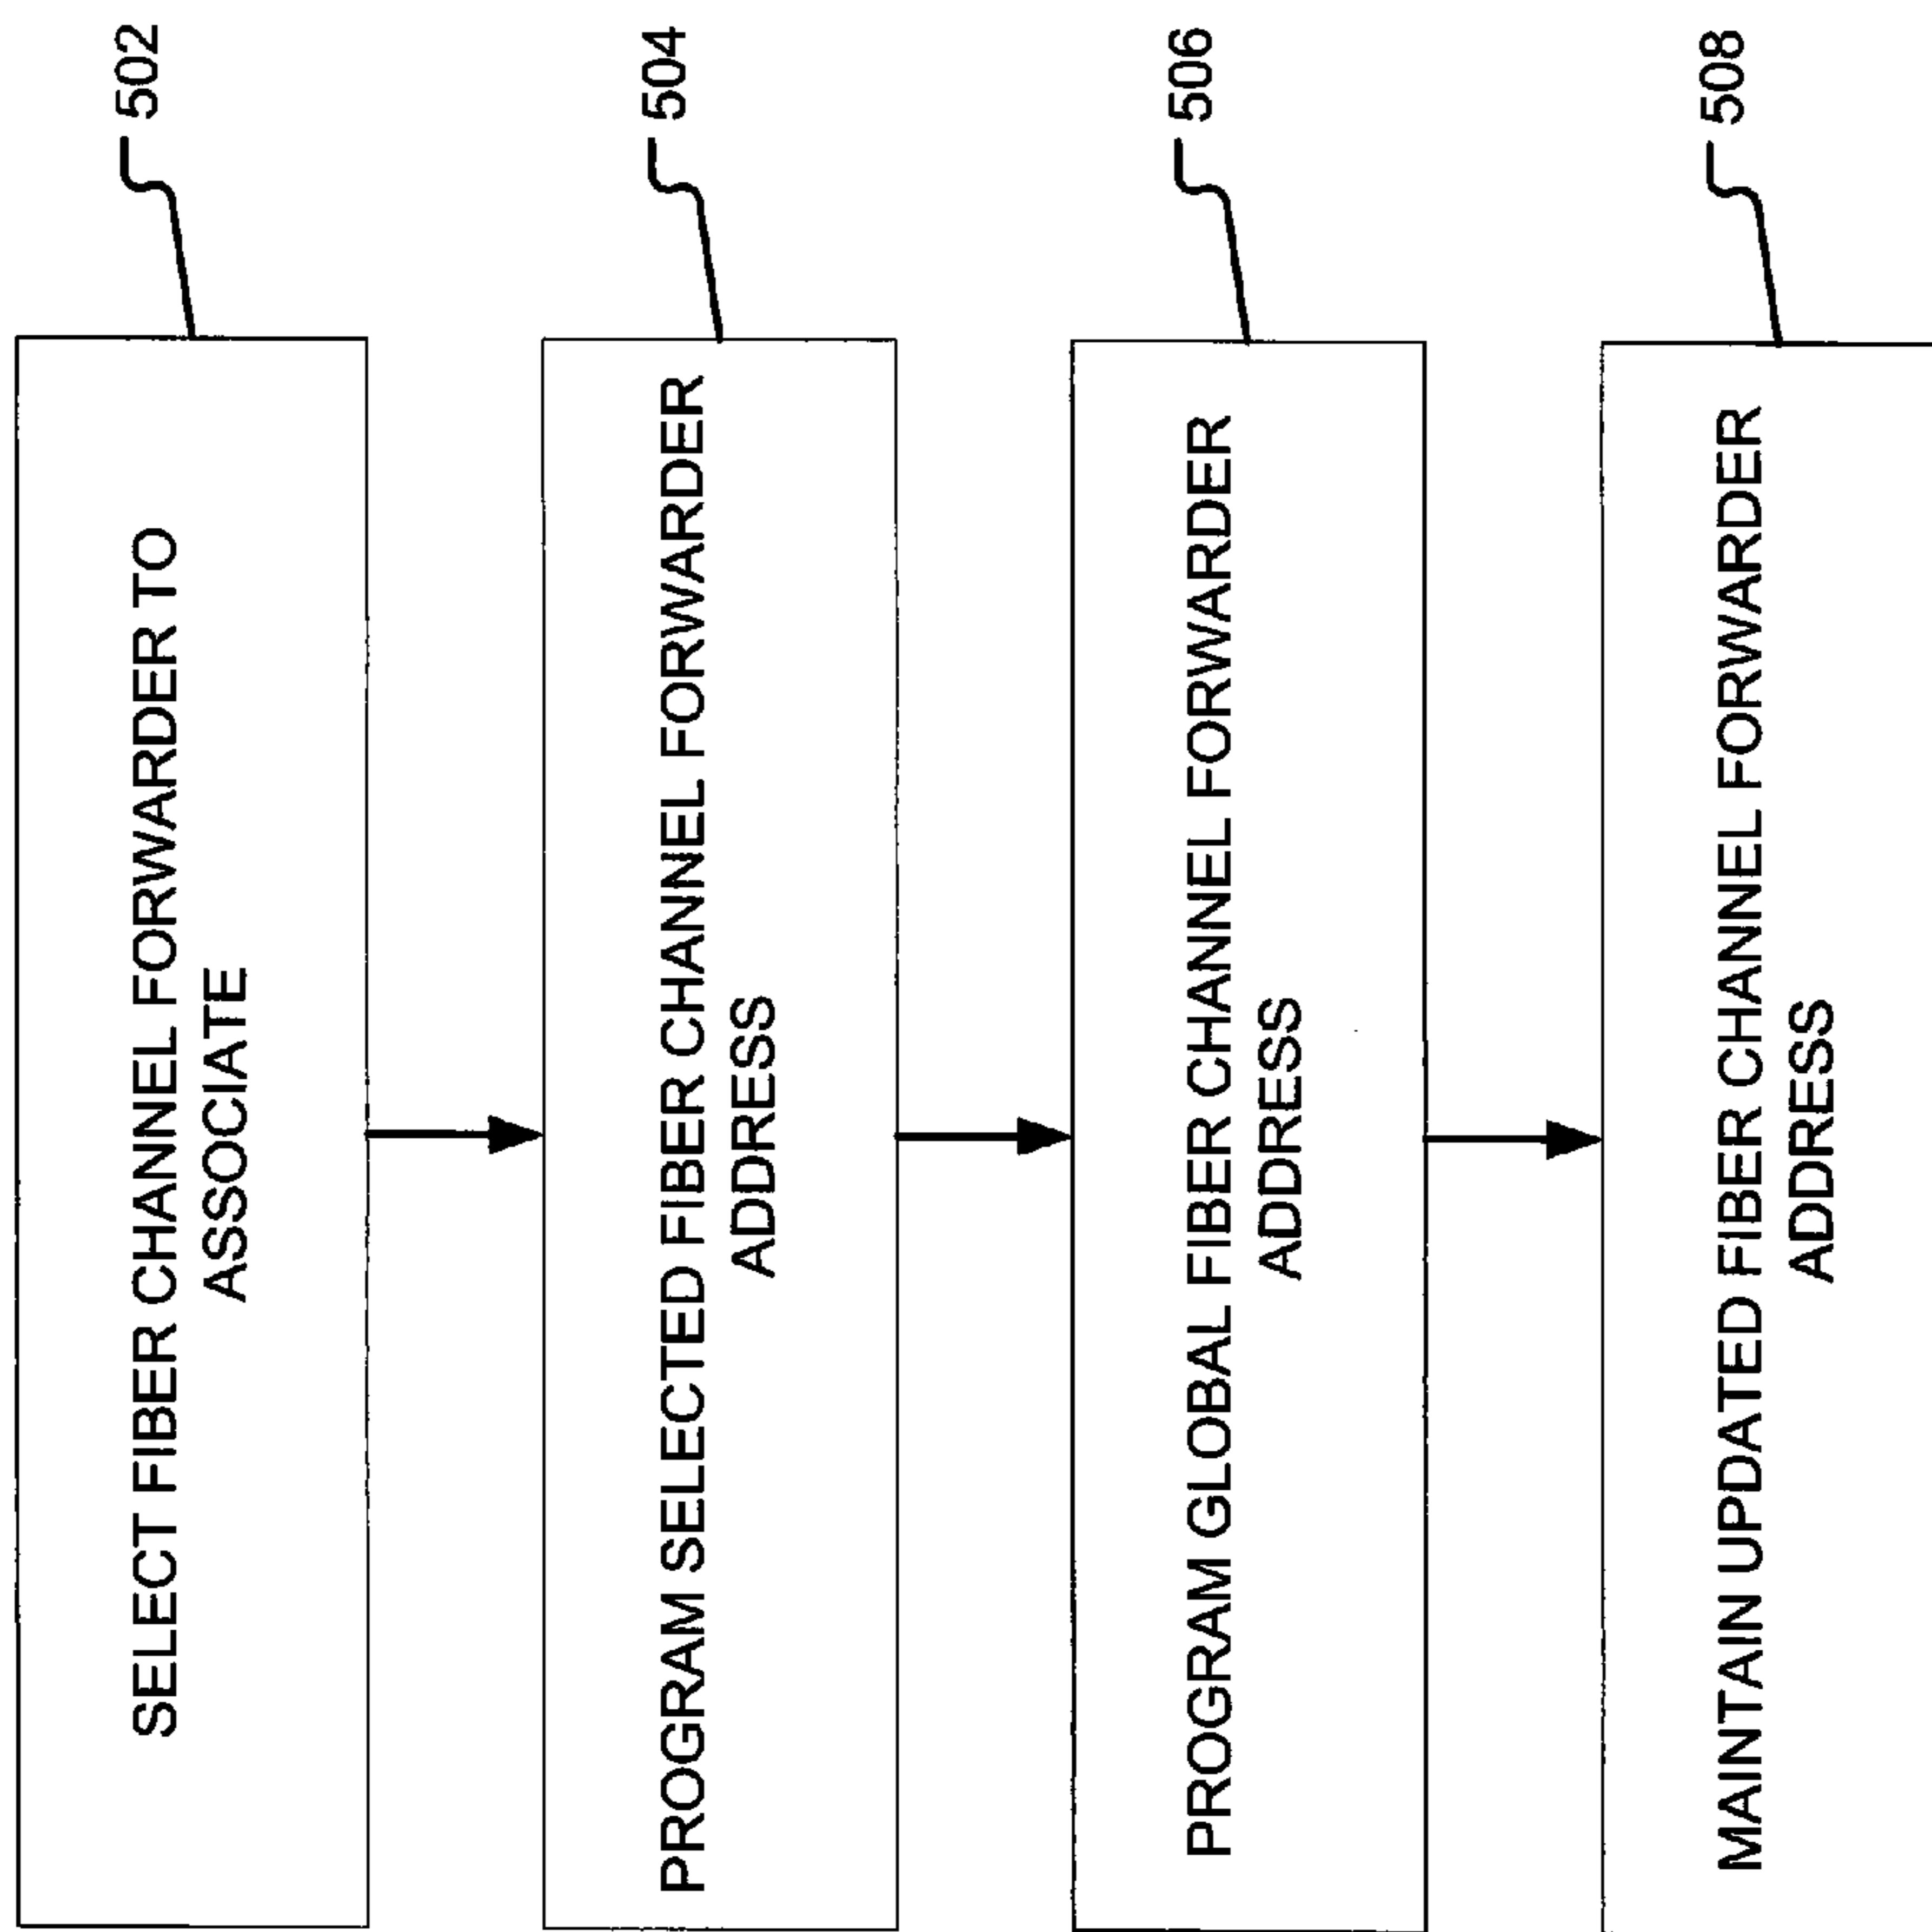 SELECT FIBER CHANNEL FORWARDER TO
ASSOCIATE
502
PROGRAM SELECTED FIBER CHANNEL FORWARDER
ADDRESS
504
PROGRAM GLOBAL FIBER CHANNEL FORWARDER
ADDRESS
506
MAINTAIN UPDATED FIBER CHANNEL FORWARDER
ADDRESS
508